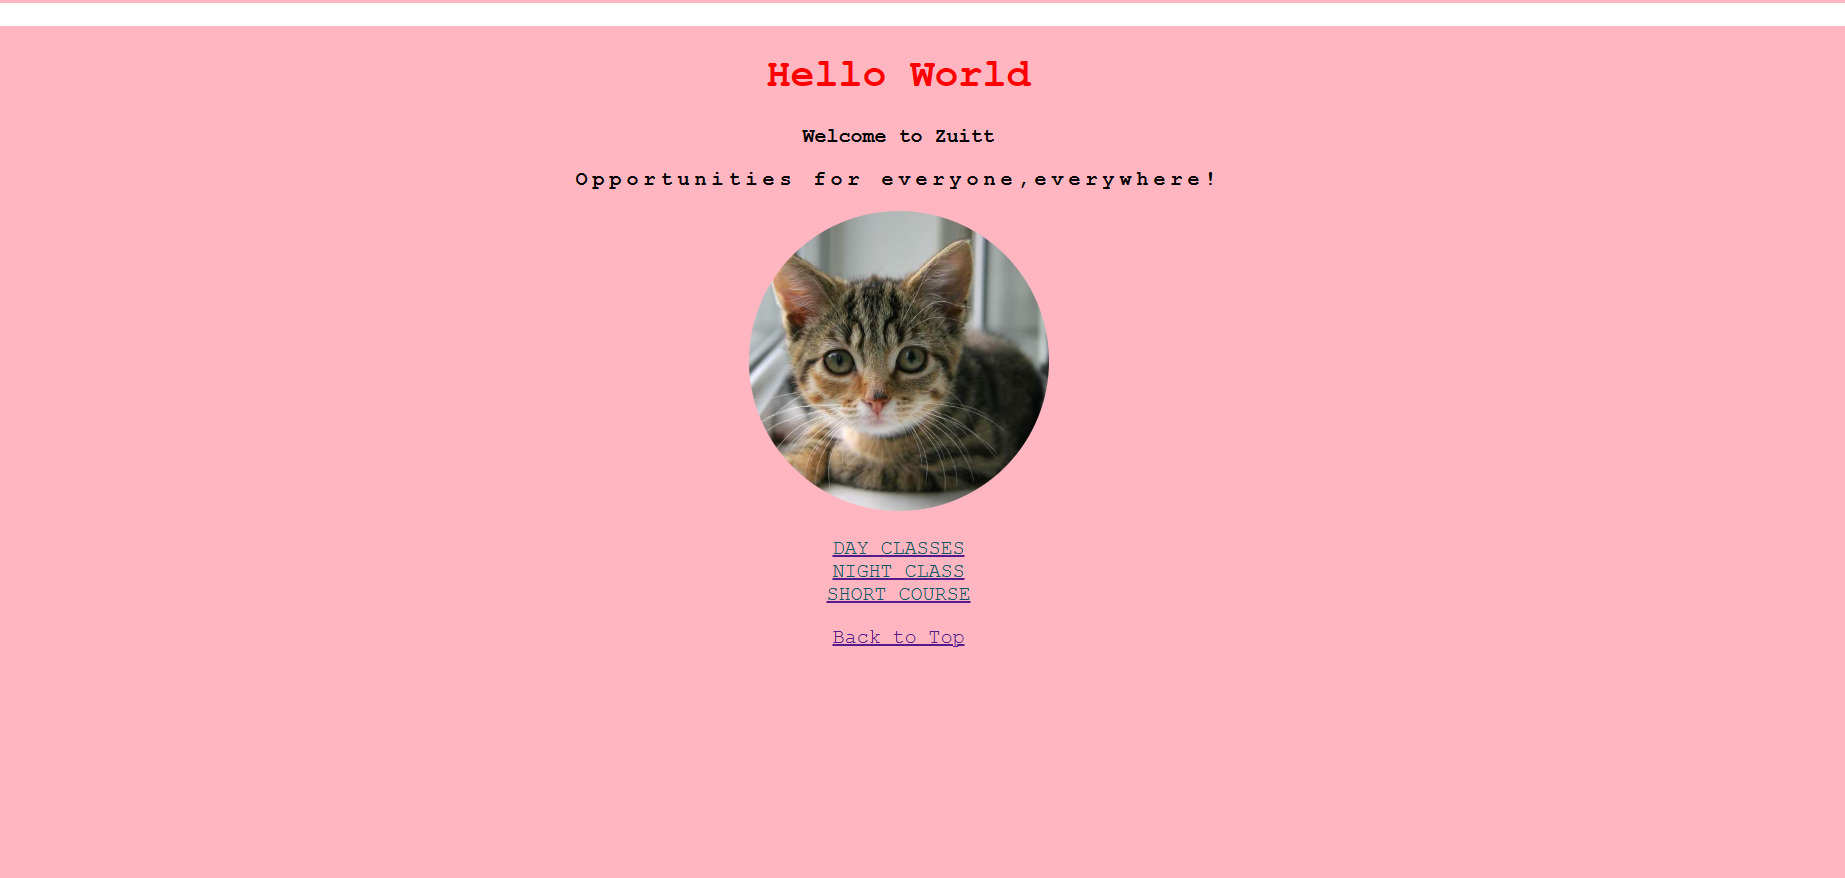 Hello World
Welcome to Zuitt
Opportunities for everyone,everywhere!
DAY CLASSES
NIGHT CLASS
SHORT COURSE
Back to Top